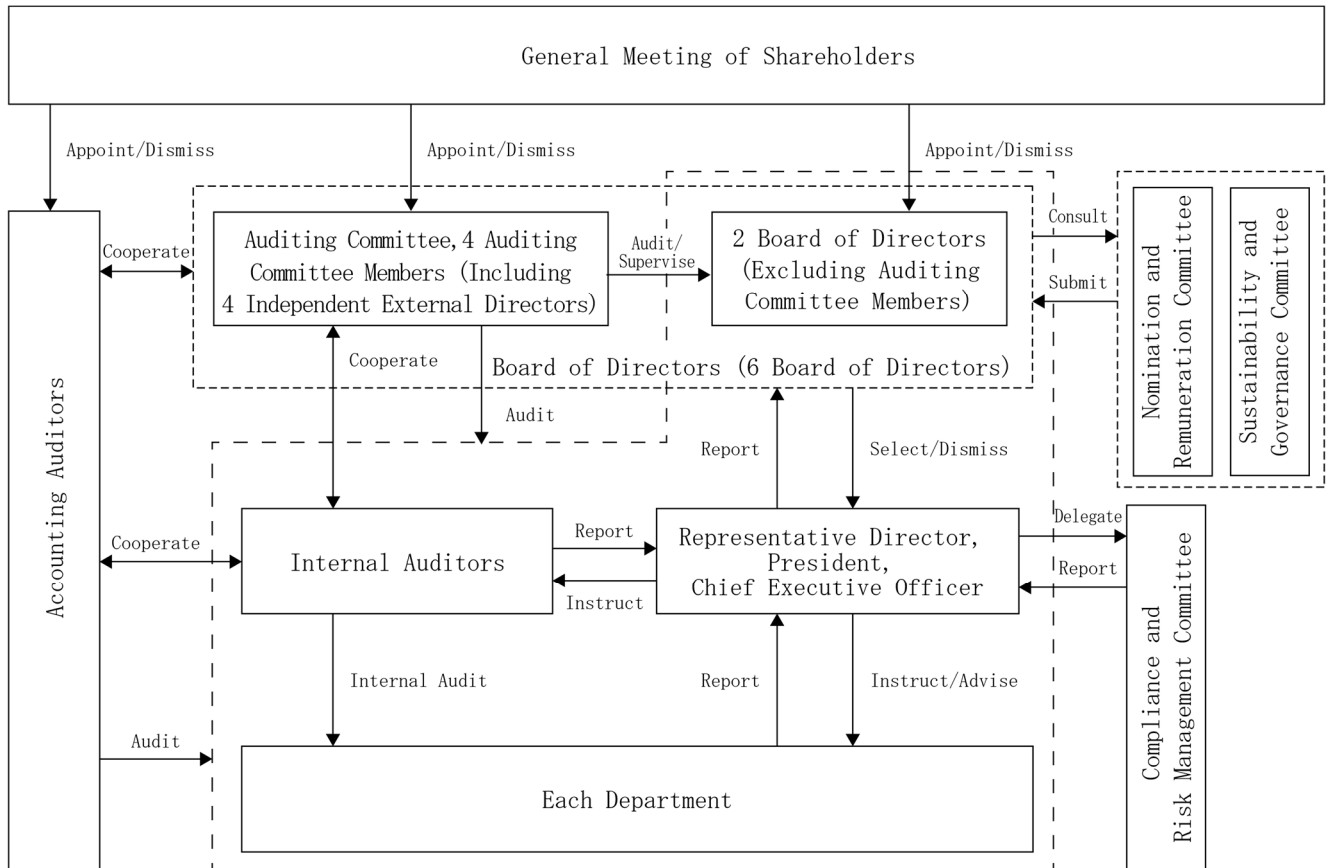 General Meeting of Shareholders
Appoint/Dismiss
Appoint/Dismiss
Appoint/Dismiss
Accounting Auditors
Cooperate
Auditing Committee,4 Auditing
Committee Members (Including
4 Independent External Directors)
Audit/
Supervise
2 Board of Directors
(Excluding Auditing
Committee Members)
Consult
Submit
Nomination and
Remuneration Committee
Sustainability and
Governance Committee
Cooperate
Board of Directors (6 Board of Directors)
Audit
Report
Select/Dismiss
Cooperate
Internal Auditors
Report
Instruct
Representative Director,
President,
Chief Executive Officer
Delegate
Report
Compliance and
Risk Management Committee
Internal Audit
Report
Instruct/Advise
Audit
Each Department